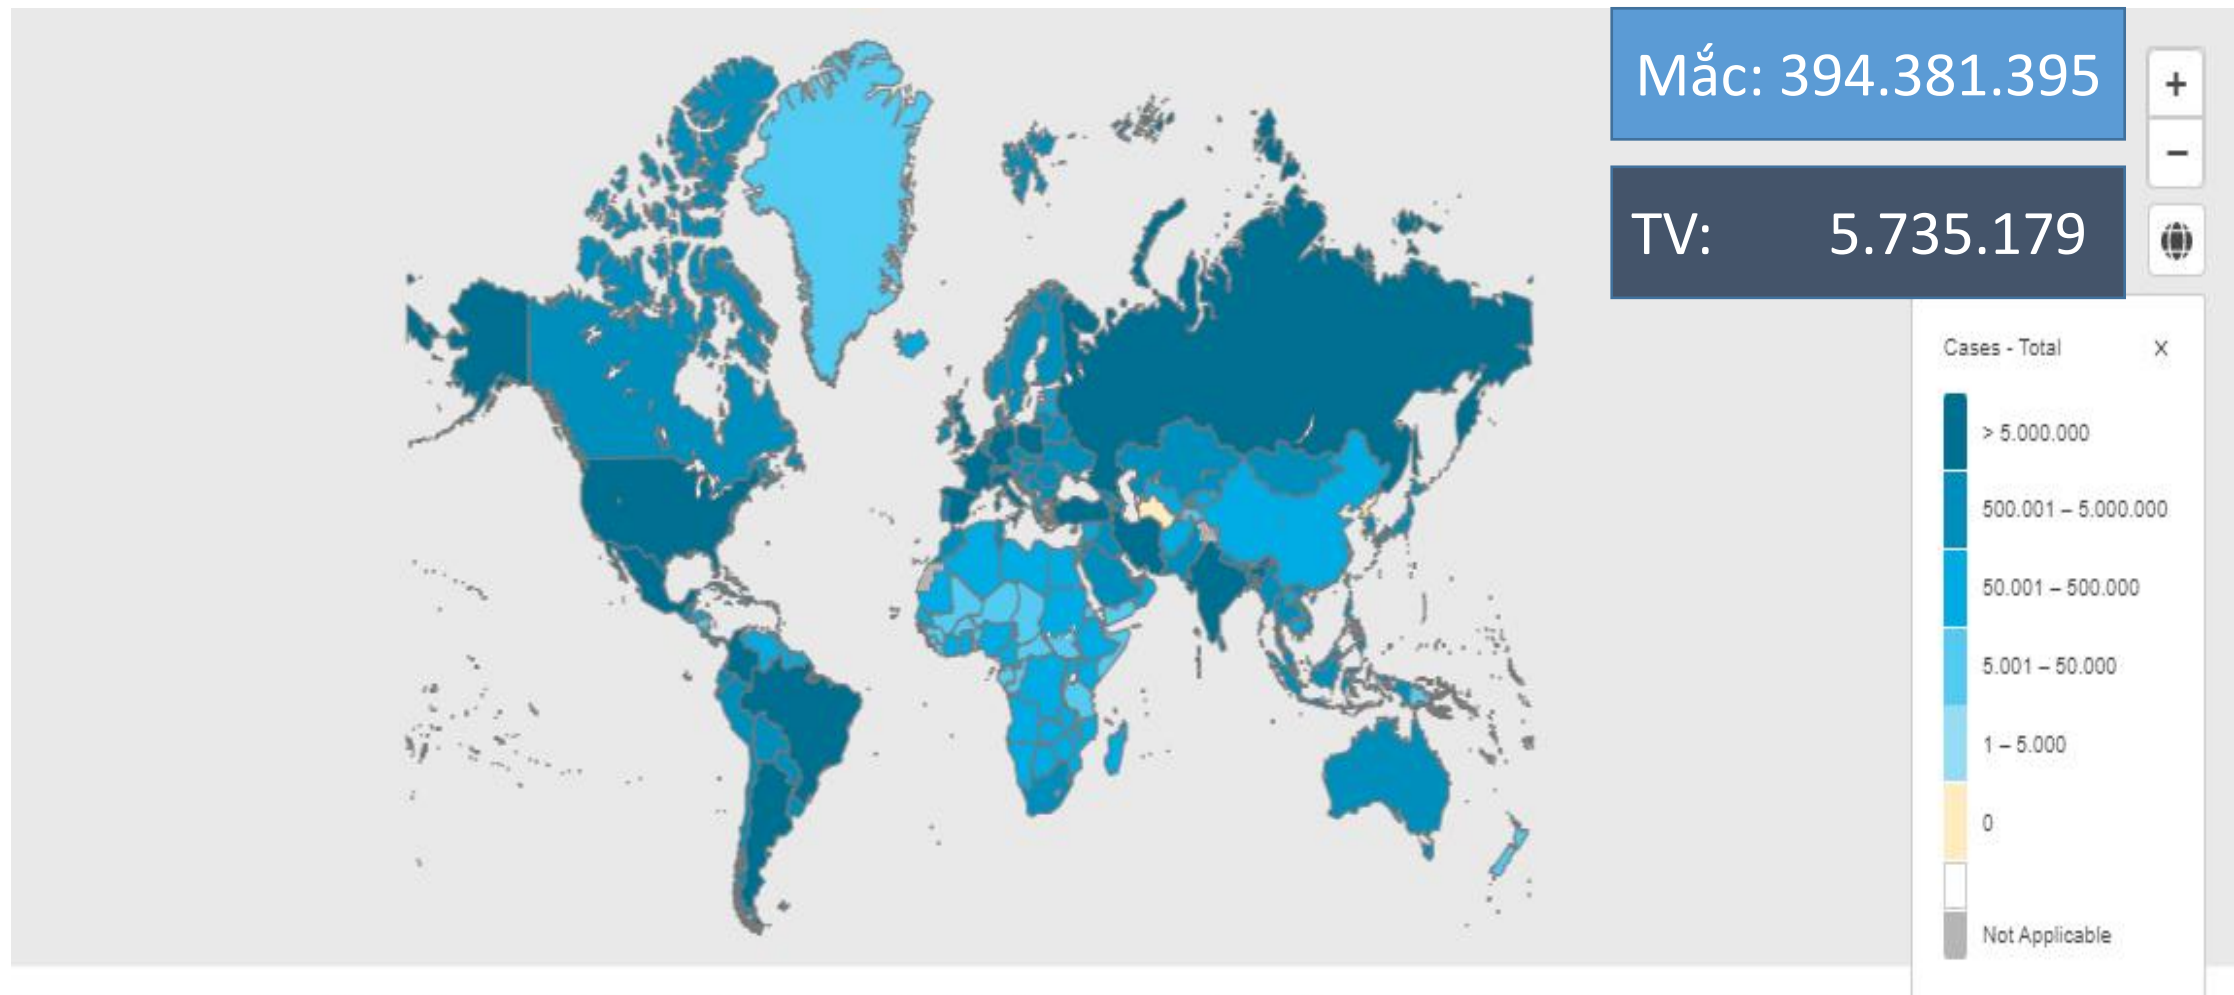 Mắc: 394.381.395
TV: 5.735.179
+
−
Cases - Total X
> 5.000.000
500.001 – 5.000.000
50.001 – 500.000
5.001 – 50.000
1 – 5.000
0
Not Applicable